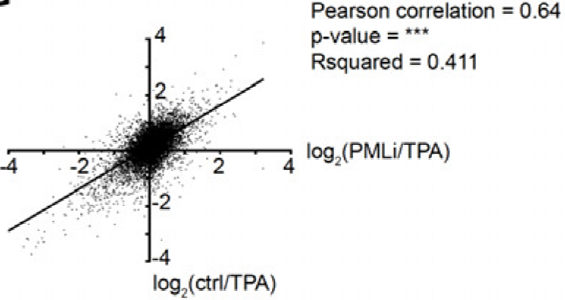 Pearson correlation = 0.64
p-value = ***
Rsquared = 0.411
4
2
-4 -2 2 4 log₂(PMLi/TPA)
-2
-4
log₂(ctrl/TPA)